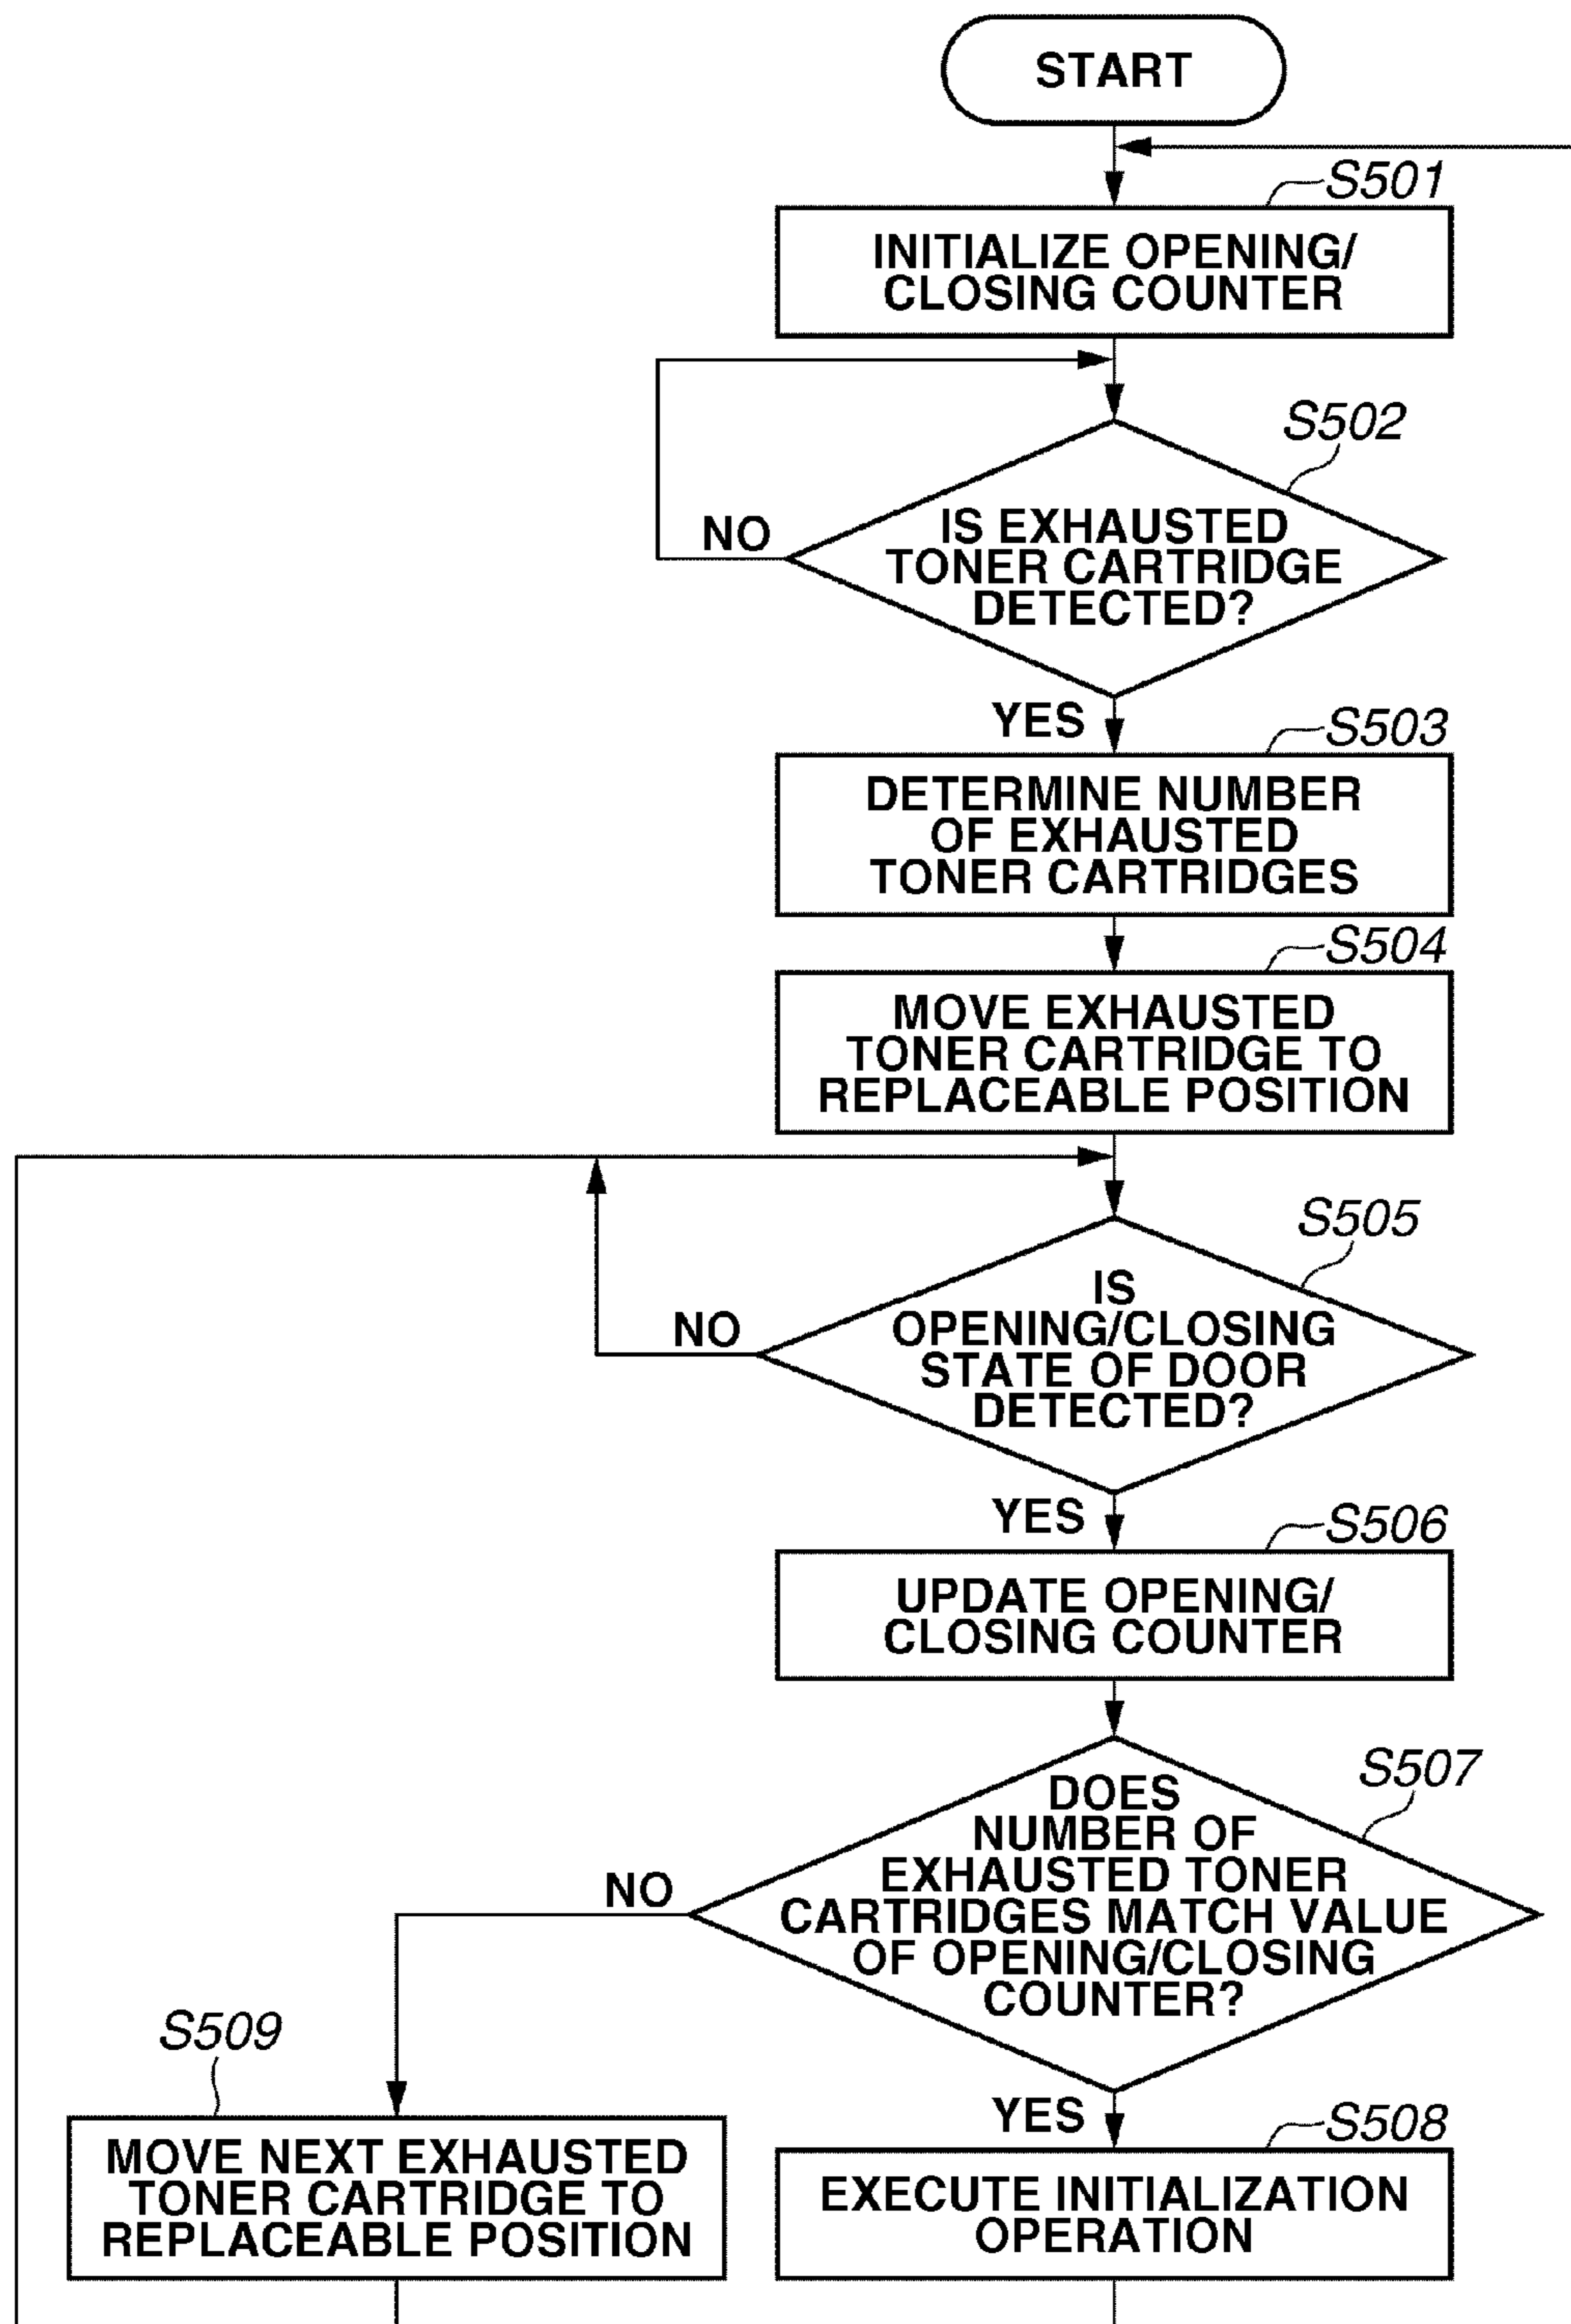 START
S501
INITIALIZE OPENING/
CLOSING COUNTER
S502
IS EXHAUSTED
TONER CARTRIDGE
DETECTED?
NO
YES
S503
DETERMINE NUMBER
OF EXHAUSTED
TONER CARTRIDGES
S504
MOVE EXHAUSTED
TONER CARTRIDGE TO
REPLACEABLE POSITION
S505
IS
OPENING/CLOSING
STATE OF DOOR
DETECTED?
NO
YES
S506
UPDATE OPENING/
CLOSING COUNTER
S507
DOES
NUMBER OF
EXHAUSTED TONER
CARTRIDGES MATCH VALUE
OF OPENING/CLOSING
COUNTER?
NO
YES
S509
MOVE NEXT EXHAUSTED
TONER CARTRIDGE TO
REPLACEABLE POSITION
S508
EXECUTE INITIALIZATION
OPERATION